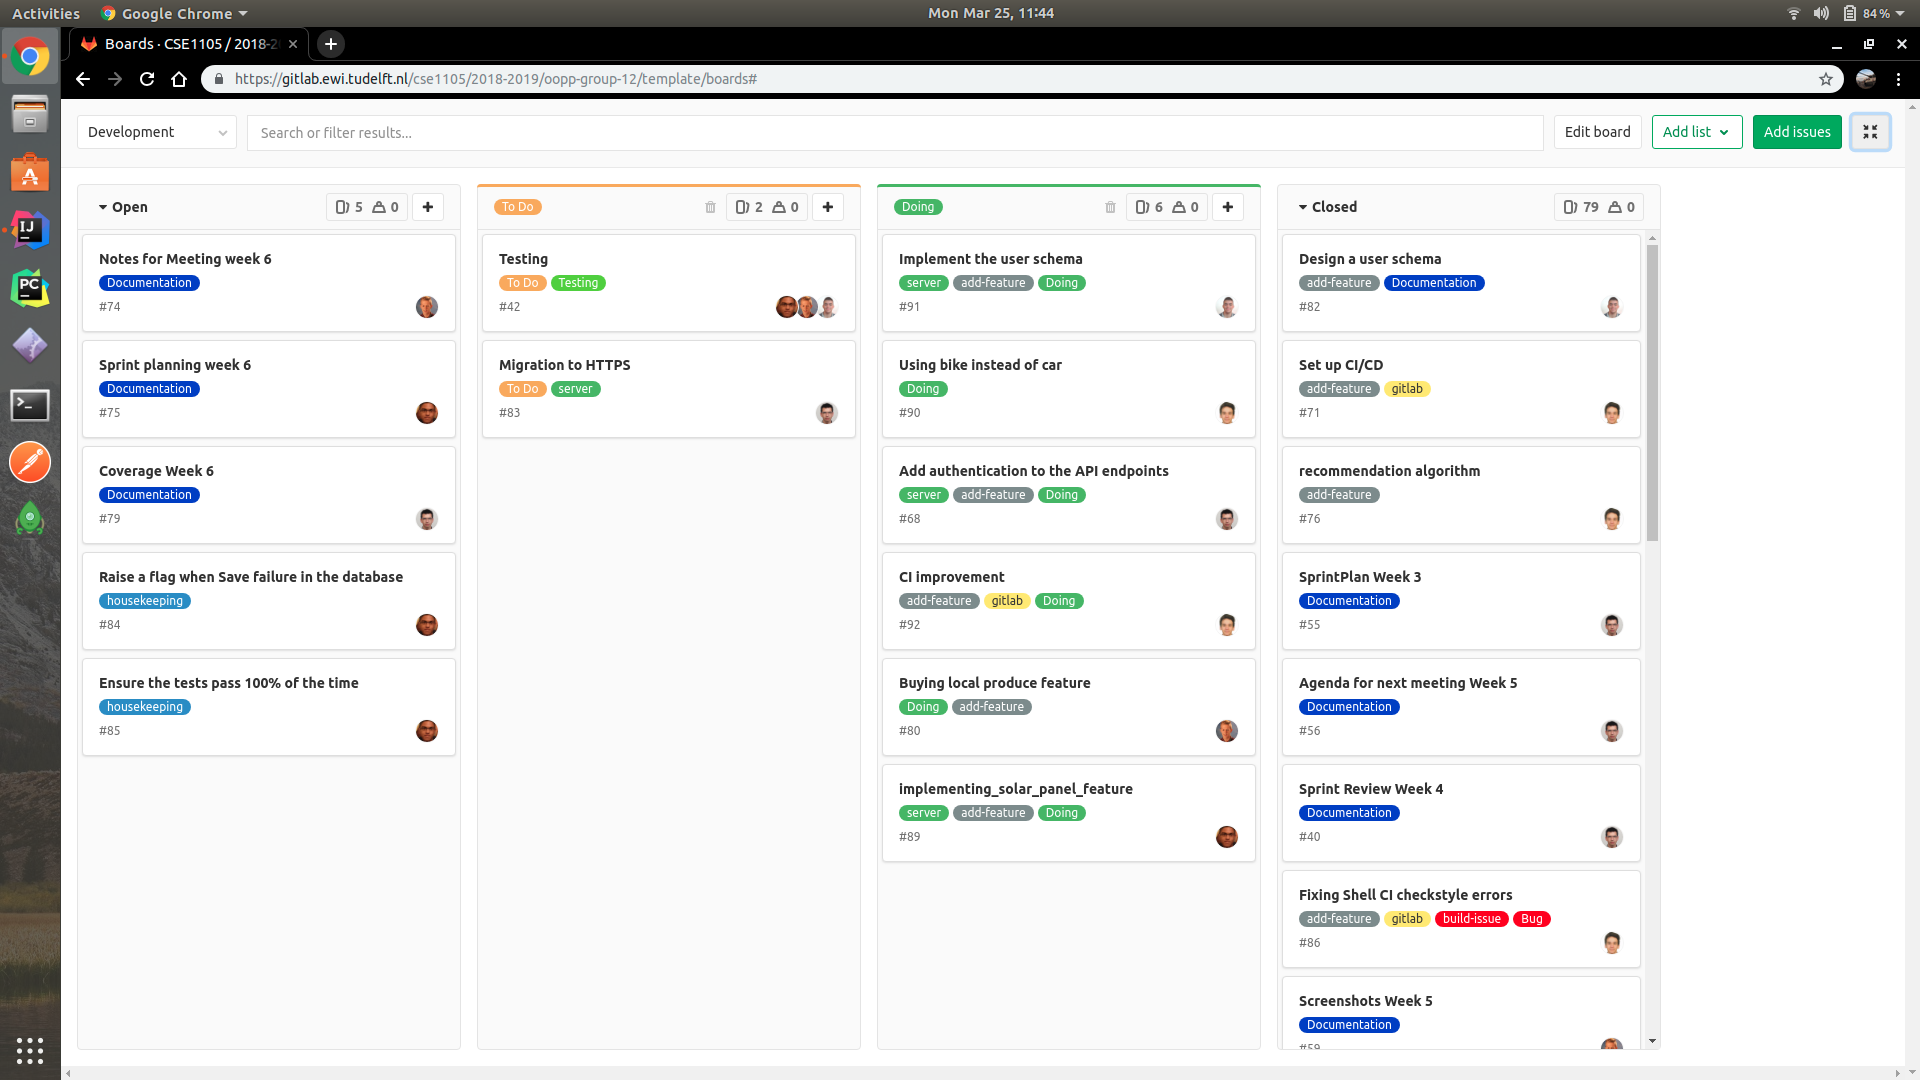 Activities Google Chrome Mon Mar 25, 11:44 84 %
Boards · CSE1105 / 2018-2
https://gitlab.ewi.tudelft.nl/cse1105/2018-2019/oopp-group-12/template/boards#
Development Search or filter results... Edit board Add list Add issues
Open 5 0
Notes for Meeting week 6
Documentation
#74
Sprint planning week 6
Documentation
#75
Coverage Week 6
Documentation
#79
Raise a flag when Save failure in the database
housekeeping
#84
Ensure the tests pass 100% of the time
housekeeping
#85
To Do 2 0
Testing
To Do Testing
#42
Migration to HTTPS
To Do server
#83
Doing 6 0
Implement the user schema
server add-feature Doing
#91
Using bike instead of car
Doing
#90
Add authentication to the API endpoints
server add-feature Doing
#68
CI improvement
add-feature gitlab Doing
#92
Buying local produce feature
Doing add-feature
#80
implementing_solar_panel_feature
server add-feature Doing
#89
Closed 79 0
Design a user schema
add-feature Documentation
#82
Set up CI/CD
add-feature gitlab
#71
recommendation algorithm
add-feature
#76
SprintPlan Week 3
Documentation
#55
Agenda for next meeting Week 5
Documentation
#56
Sprint Review Week 4
Documentation
#40
Fixing Shell CI checkstyle errors
add-feature gitlab build-issue Bug
#86
Screenshots Week 5
Documentation
#59
IJ
PC